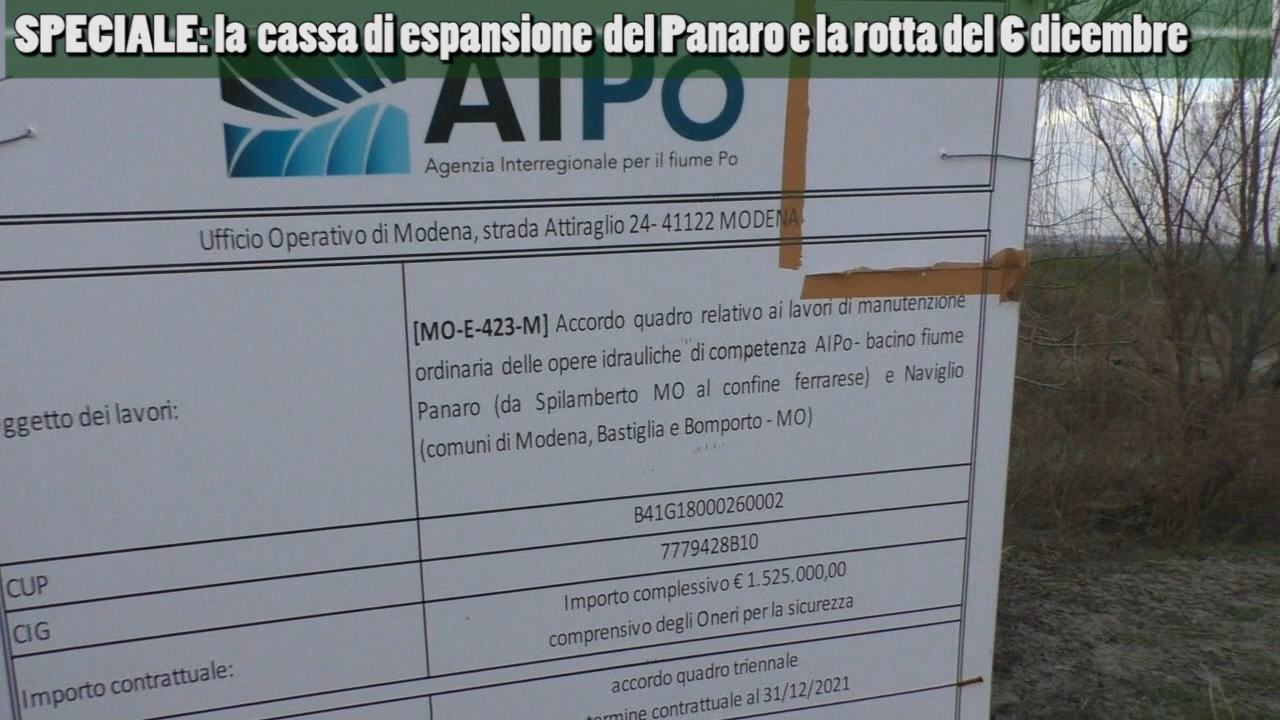 SPECIALE: la cassa di espansione del Panaro e la rotta del 6 dicembre
AIPo
Agenzia Interregionale per il fiume Po
Ufficio Operativo di Modena, strada Attiraglio 24- 41122 MODENA
ggetto dei lavori:
[MO-E-423-M] Accordo quadro relativo ai lavori di manutenzione
ordinaria delle opere idrauliche di competenza AIPo- bacino fiume
Panaro (da Spilamberto MO al confine ferrarese) e Naviglio
(comuni di Modena, Bastiglia e Bomporto - MO)
CUP
B41G18000260002
CIG
7779428B10
Importo contrattuale:
Importo complessivo € 1.525.000,00
comprensivo degli Oneri per la sicurezza
accordo quadro triennale
termine contrattuale al 31/12/2021